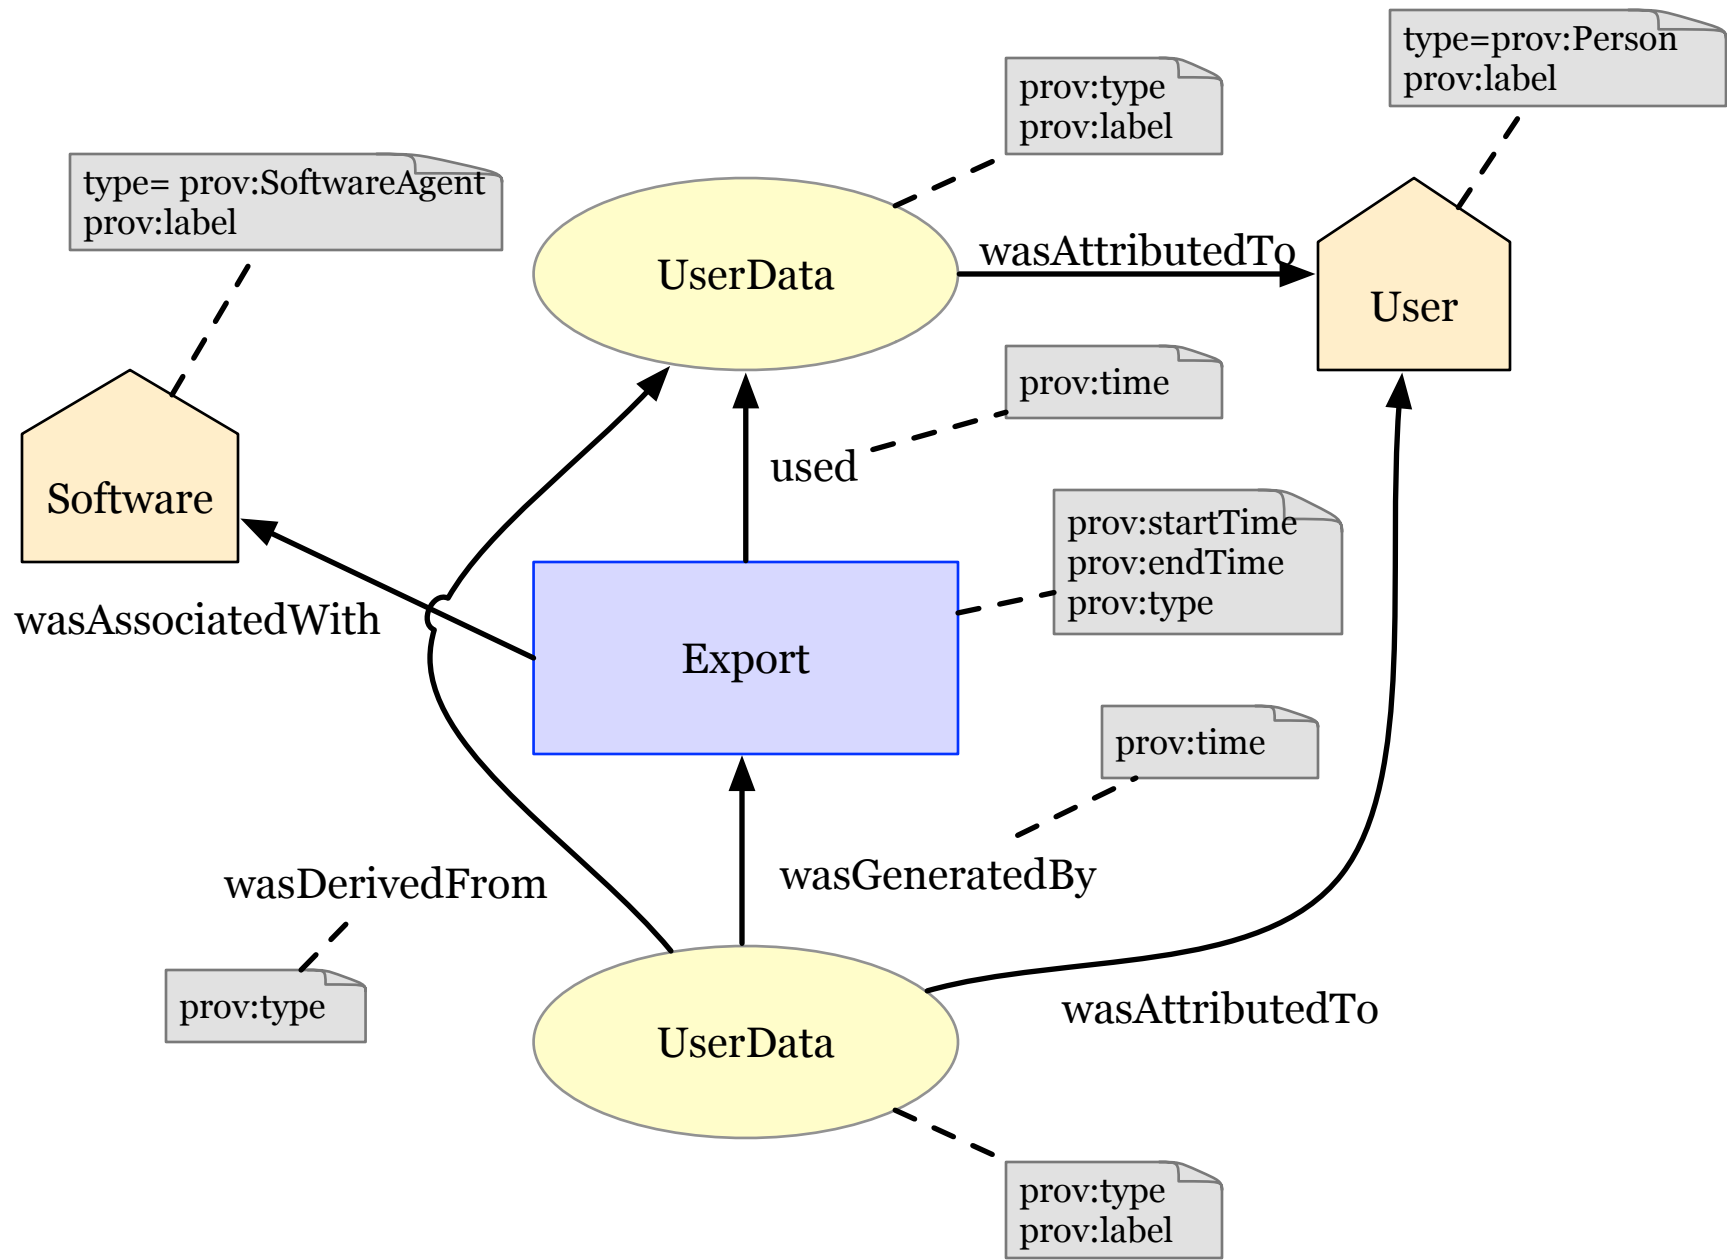 type=prov:Person
prov:label
prov:type
prov:label
type= prov:SoftwareAgent
prov:label
UserData
wasAttributedTo
User
prov:time
used
Software
prov:startTime
prov:endTime
prov:type
wasAssociatedWith
Export
prov:time
wasDerivedFrom
wasGeneratedBy
prov:type
wasAttributedTo
UserData
prov:type
prov:label